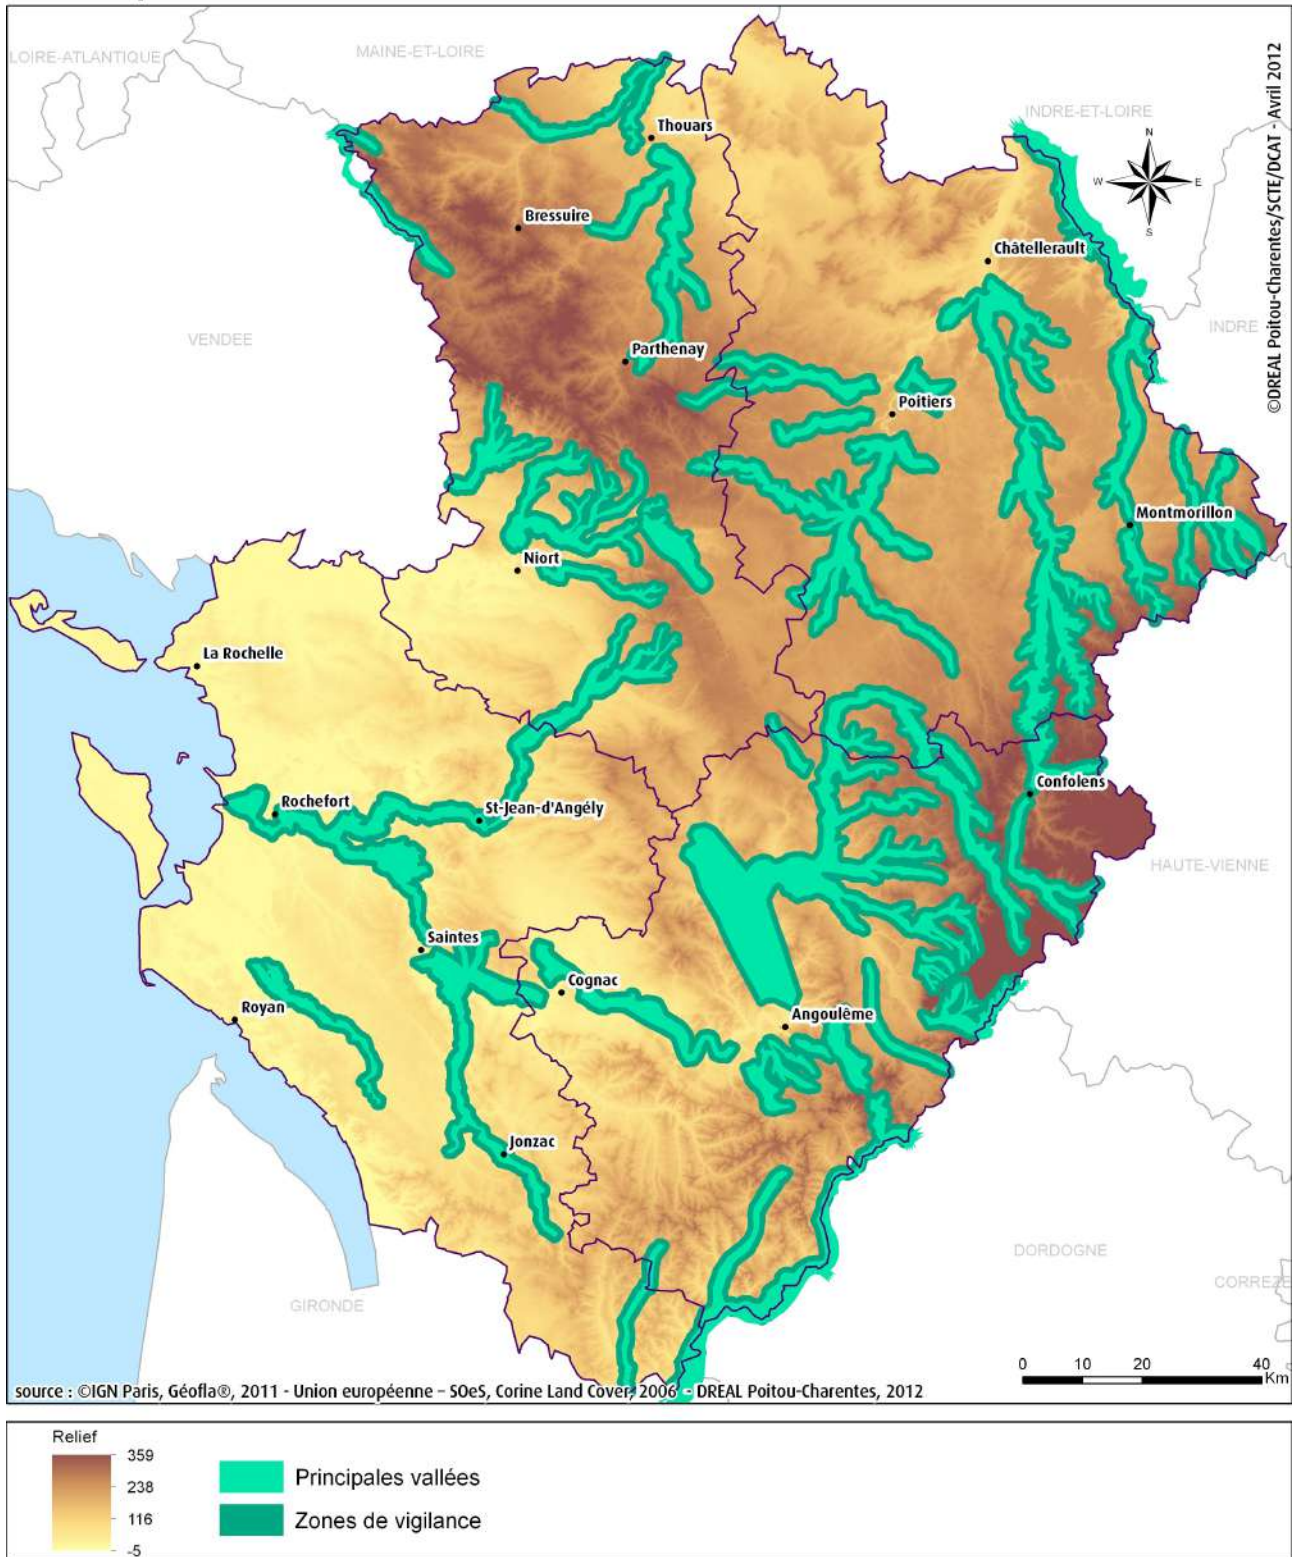 LOIRE-ATLANTIQUE
MAINE-ET-LOIRE
INDRE-ET-LOIRE
©DREAL Poitou-Charentes/SCTE/DCAT - Avril 2012
N
W
E
S
Thouars
Bressuire
Châtellerault
VENDEE
INDRE
Parthenay
Poitiers
Montmorillon
Niort
La Rochelle
Confolens
Rochefort
St-Jean-d'Angély
HAUTE-VIENNE
Saintes
Cognac
Royan
Angoulême
Jonzac
DORDOGNE
CORREZE
GIRONDE
0 10 20 40
Km
source : ©IGN Paris, Géofla®, 2011 - Union européenne – SOeS, Corine Land Cover, 2006 - DREAL Poitou-Charentes, 2012
Relief
359
238
116
-5
Principales vallées
Zones de vigilance